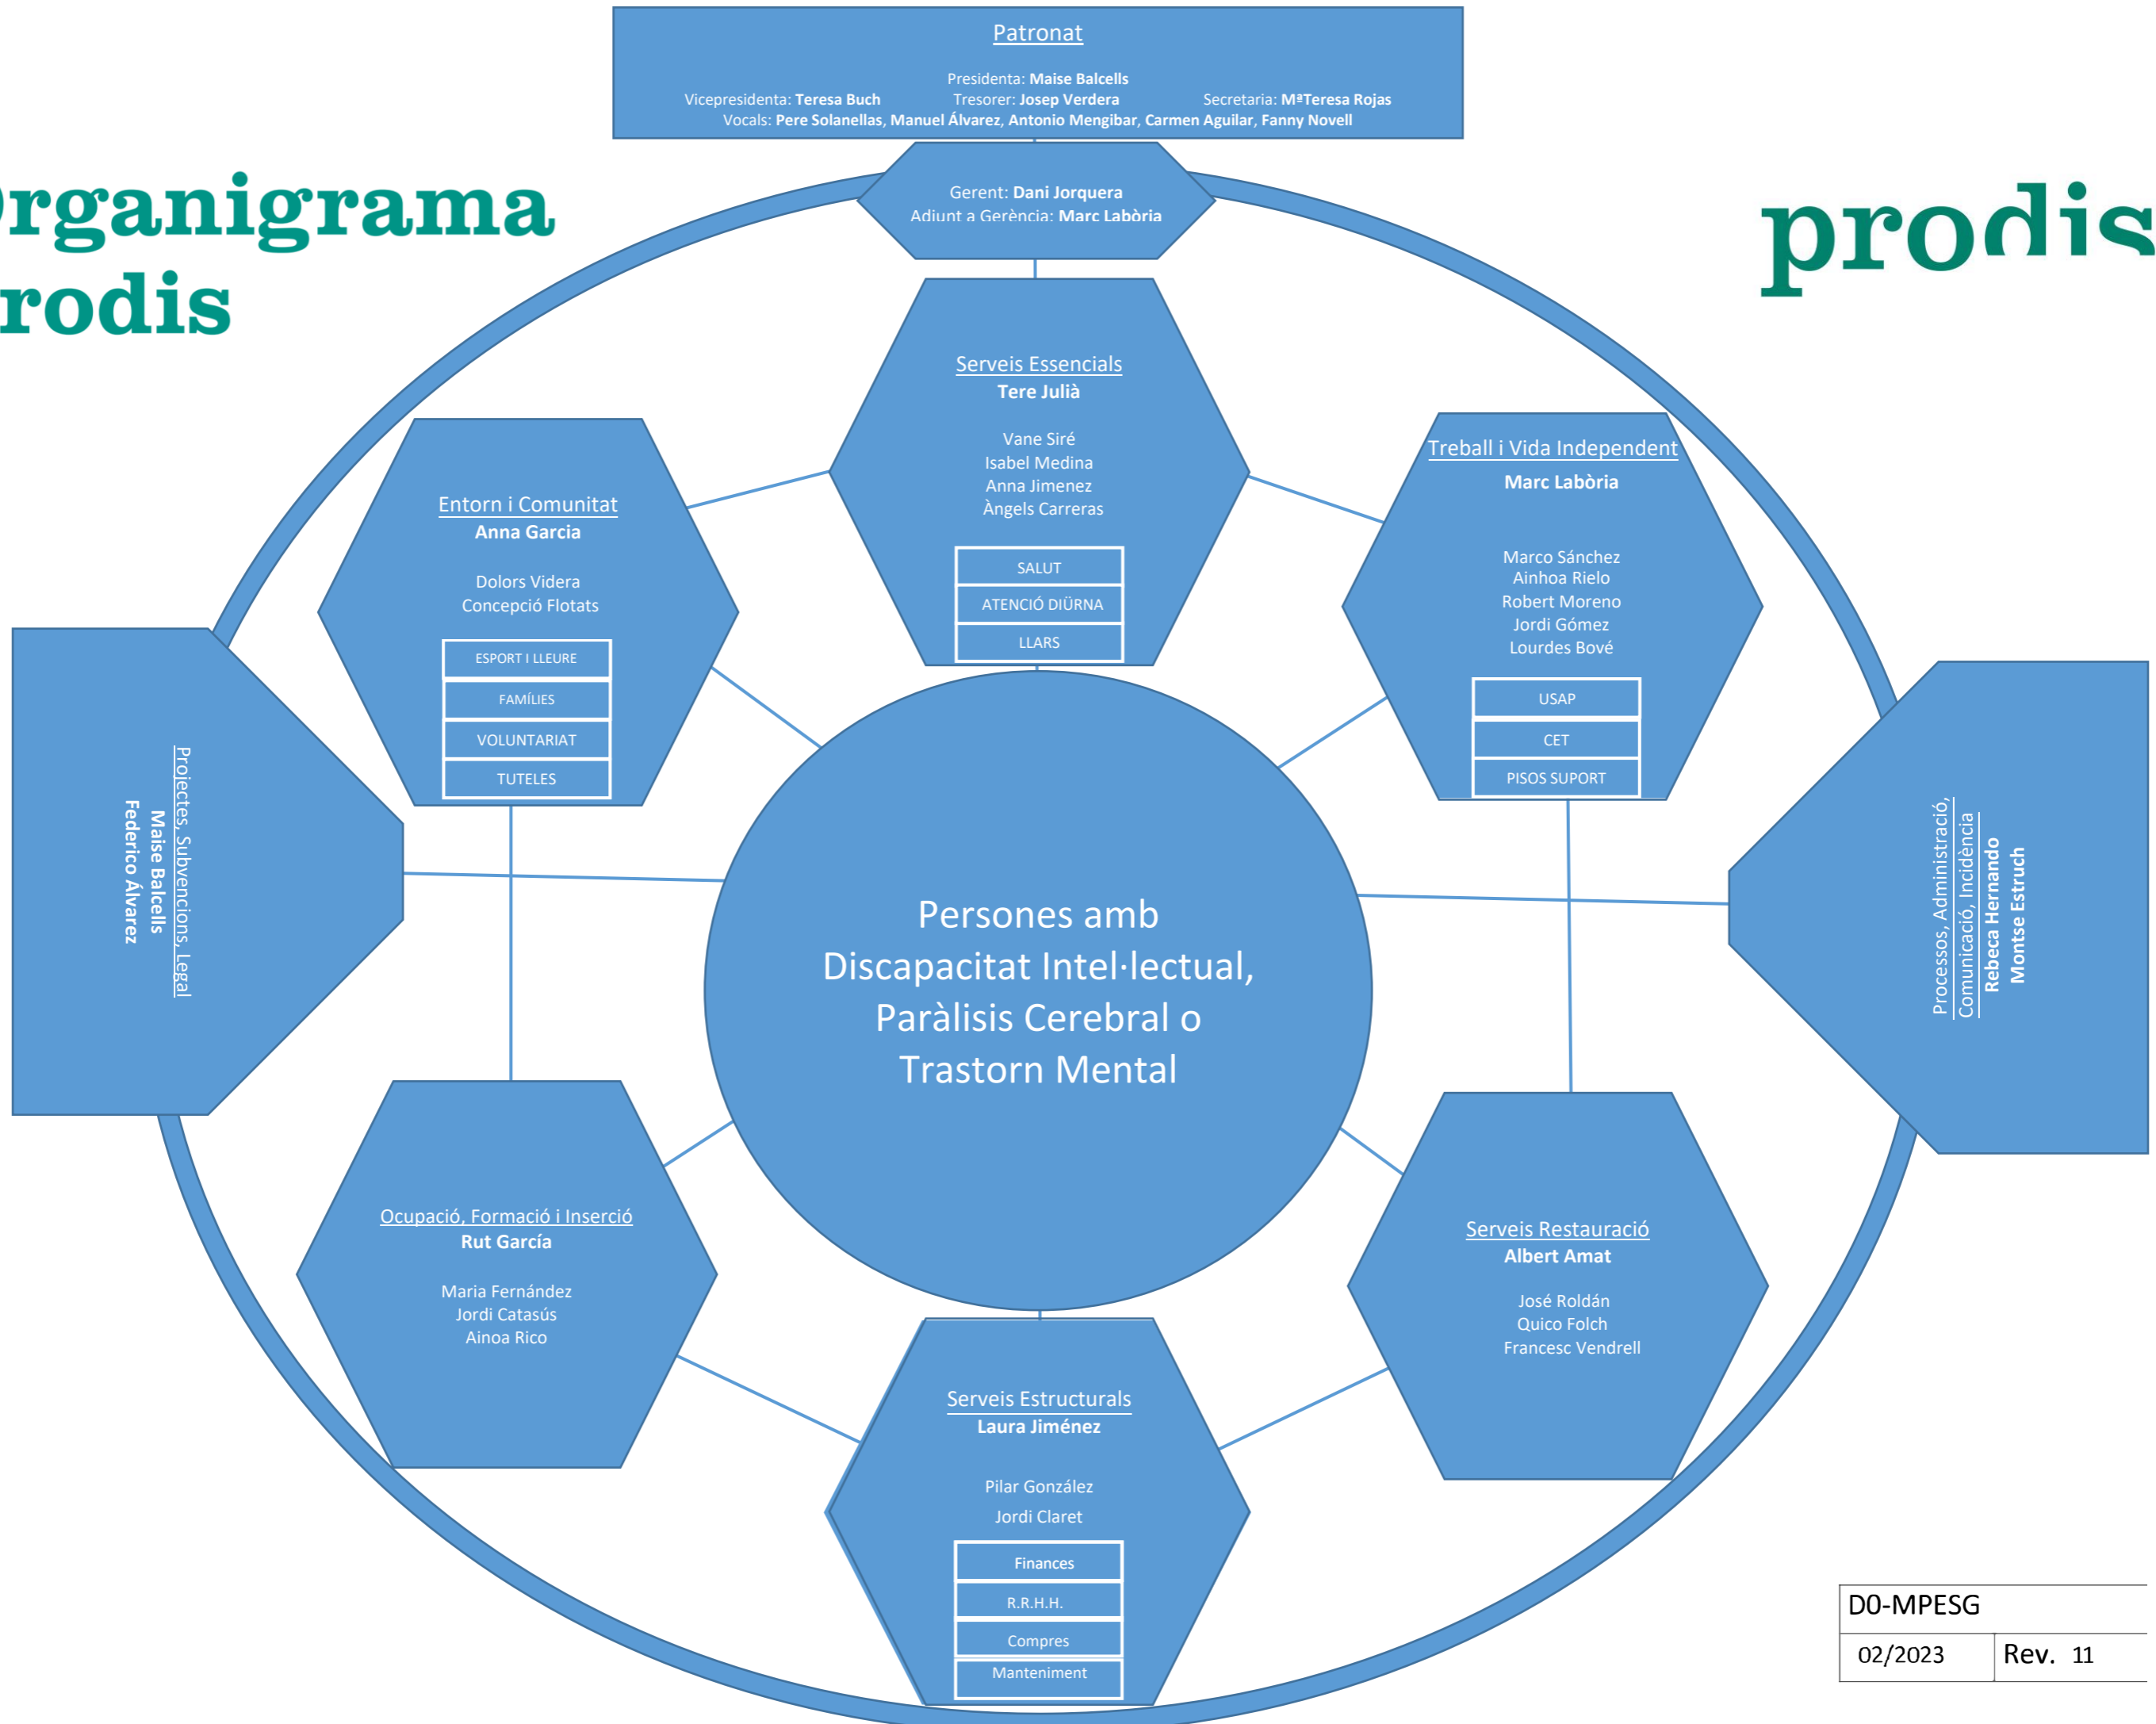 Patronat
Presidenta: Maise Balcells
Vicepresidenta: Teresa Buch Tresorer: Josep Verdera Secretaria: MªTeresa Rojas
Vocals: Pere Solanellas, Manuel Álvarez, Antonio Mengibar, Carmen Aguilar, Fanny Novell
Organigrama
rodis
prodis
Gerent: Dani Jorquera
Adjunt a Gerència: Marc Labòria
Serveis Essencials
Tere Julià
Vane Siré
Isabel Medina
Anna Jimenez
Àngels Carreras
SALUT
ATENCIÓ DIÜRNA
LLARS
Entorn i Comunitat
Anna Garcia
Dolors Videra
Concepció Flotats
ESPORT I LLEURE
FAMÍLIES
VOLUNTARIAT
TUTELES
Treball i Vida Independent
Marc Labòria
Marco Sánchez
Ainhoa Rielo
Robert Moreno
Jordi Gómez
Lourdes Bové
USAP
CET
PISOS SUPORT
Projectes, Subvencions, Legal
Maise Balcells
Federico Álvarez
Persones amb
Discapacitat Intel·lectual,
Paràlisis Cerebral o
Trastorn Mental
Processos, Administració,
Comunicació, Incidència
Rebeca Hernando
Montse Estruch
Ocupació, Formació i Inserció
Rut García
Maria Fernández
Jordi Catasús
Ainoa Rico
Serveis Restauració
Albert Amat
José Roldán
Quico Folch
Francesc Vendrell
Serveis Estructurals
Laura Jiménez
Pilar González
Jordi Claret
Finances
R.R.H.H.
Compres
Manteniment
D0-MPESG
02/2023 Rev. 11